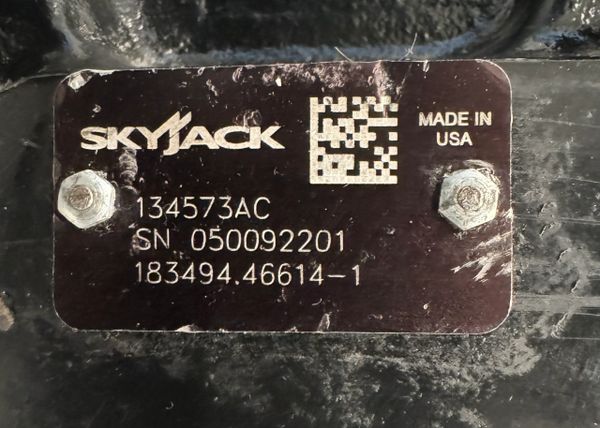 SKYJACK
MADE IN
USA
134573AC
SN 050092201
183494.46614-1